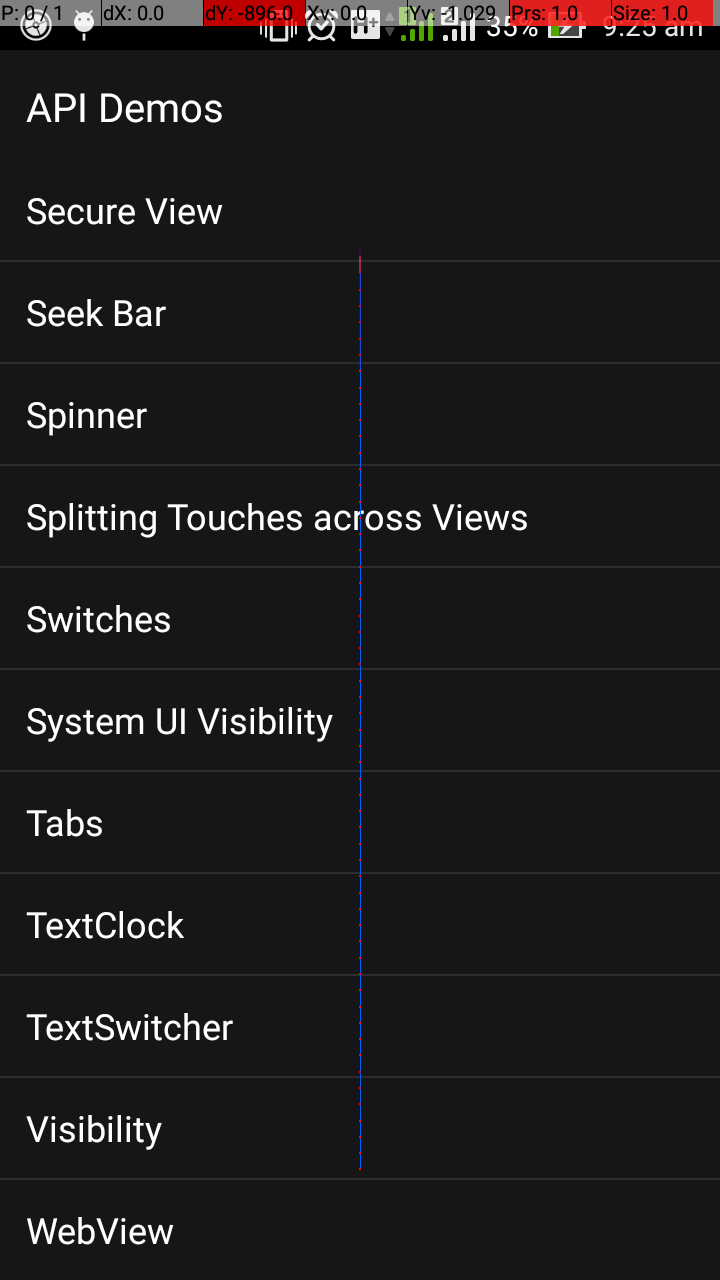 P: 0 / 1 dX: 0.0 dY: -896.0 Xv: 0.0 Yv: -1,029 Prs: 1.0 Size: 1.0
H+ 35% 9:25 am
API Demos
Secure View
Seek Bar
Spinner
Splitting Touches across Views
Switches
System UI Visibility
Tabs
TextClock
TextSwitcher
Visibility
WebView